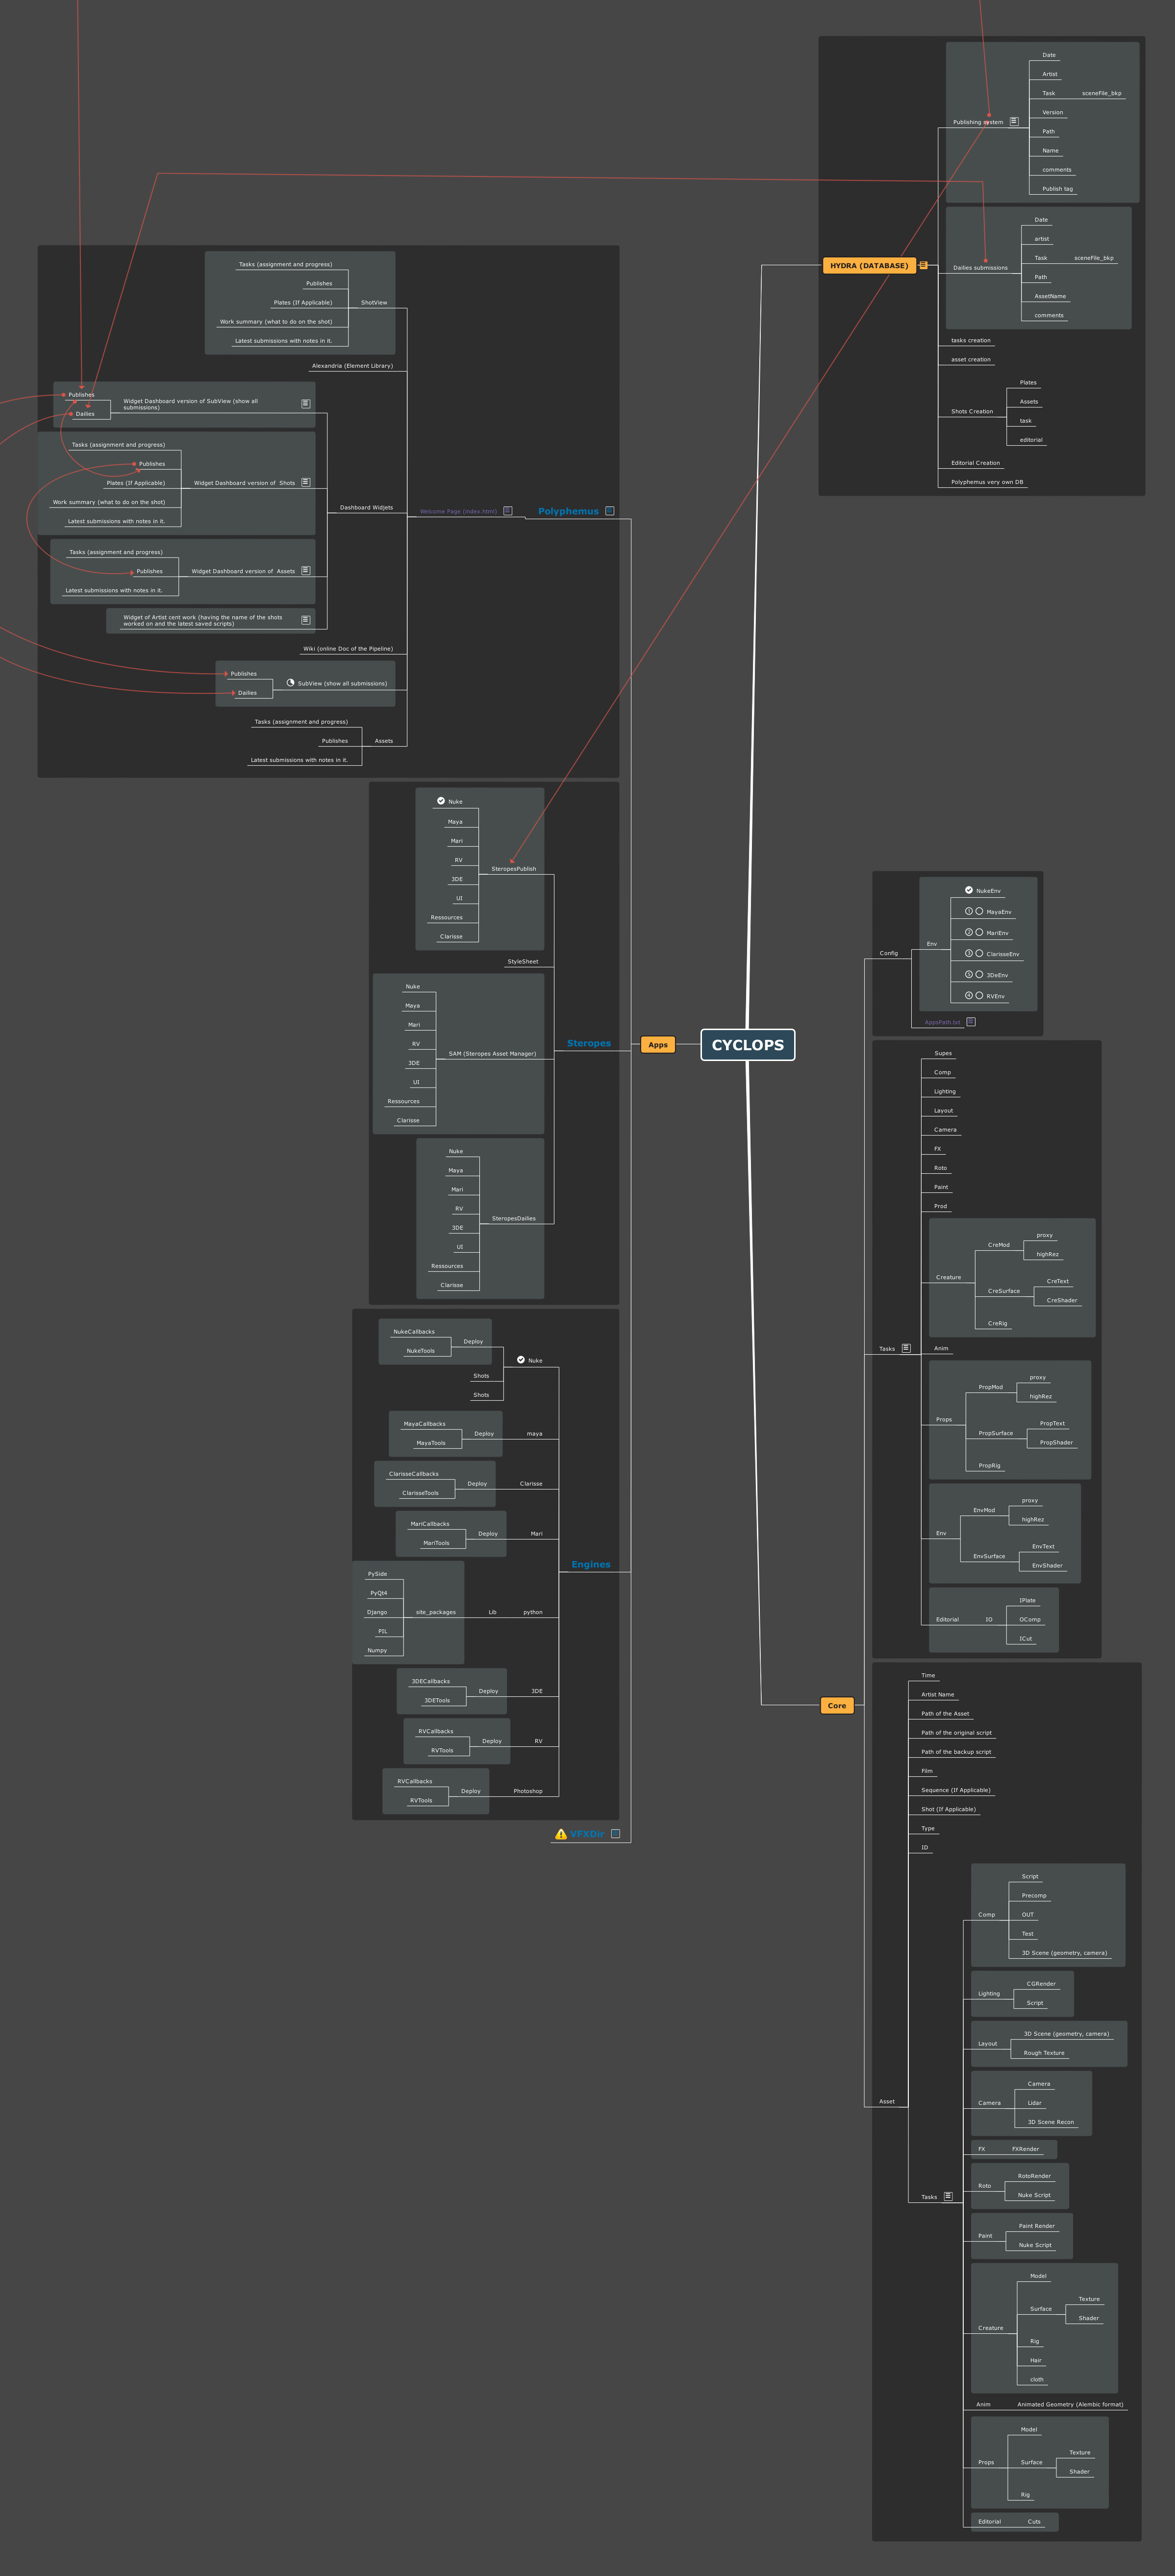 CYCLOPS
HYDRA (DATABASE)
Publishing system
Date
Artist
Task
sceneFile_bkp
Version
Path
Name
comments
Publish tag
Dailies submissions
Date
artist
Task
sceneFile_bkp
Path
AssetName
comments
tasks creation
asset creation
Shots Creation
Plates
Assets
task
editorial
Editorial Creation
Polyphemus very own DB
Core
Config
Env
NukeEnv
1 MayaEnv
2 MariEnv
3 ClarisseEnv
5 3DeEnv
4 RVEnv
AppsPath.txt
Tasks
Supes
Comp
Lighting
Layout
Camera
FX
Roto
Paint
Prod
Creature
CreMod
proxy
highRez
CreSurface
CreText
CreShader
CreRig
Anim
Props
PropMod
proxy
highRez
PropSurface
PropText
PropShader
PropRig
Env
EnvMod
proxy
highRez
EnvSurface
EnvText
EnvShader
Editorial
IO
IPlate
OComp
ICut
Asset
Time
Artist Name
Path of the Asset
Path of the original script
Path of the backup script
Film
Sequence (If Applicable)
Shot (If Applicable)
Type
ID
Tasks
Comp
Script
Precomp
OUT
Test
3D Scene (geometry, camera)
Lighting
CGRender
Script
Layout
3D Scene (geometry, camera)
Rough Texture
Camera
Camera
Lidar
3D Scene Recon
FX
FXRender
Roto
RotoRender
Nuke Script
Paint
Paint Render
Nuke Script
Creature
Model
Surface
Texture
Shader
Rig
Hair
cloth
Anim
Animated Geometry (Alembic format)
Props
Model
Surface
Texture
Shader
Rig
Editorial
Cuts
Apps
Polyphemus
Welcome Page (index.html)
ShotView
Tasks (assignment and progress)
Publishes
Plates (If Applicable)
Work summary (what to do on the shot)
Latest submissions with notes in it.
Alexandria (Element Library)
Dashboard Widjets
Widget Dashboard version of SubView (show all
submissions)
Publishes
Dailies
Widget Dashboard version of  Shots
Tasks (assignment and progress)
Publishes
Plates (If Applicable)
Work summary (what to do on the shot)
Latest submissions with notes in it.
Widget Dashboard version of  Assets
Tasks (assignment and progress)
Publishes
Latest submissions with notes in it.
Widget of Artist cent work (having the name of the shots
worked on and the latest saved scripts)
Wiki (online Doc of the Pipeline)
SubView (show all submissions)
Publishes
Dailies
Assets
Tasks (assignment and progress)
Publishes
Latest submissions with notes in it.
Steropes
SteropesPublish
Nuke
Maya
Mari
RV
3DE
UI
Ressources
Clarisse
StyleSheet
SAM (Steropes Asset Manager)
Nuke
Maya
Mari
RV
3DE
UI
Ressources
Clarisse
SteropesDailies
Nuke
Maya
Mari
RV
3DE
UI
Ressources
Clarisse
Engines
Nuke
Deploy
NukeCallbacks
NukeTools
Shots
Shots
maya
Deploy
MayaCallbacks
MayaTools
Clarisse
Deploy
ClarisseCallbacks
ClarisseTools
Mari
Deploy
MariCallbacks
MariTools
python
Lib
site_packages
PySide
PyQt4
Django
PIL
Numpy
3DE
Deploy
3DECallbacks
3DETools
RV
Deploy
RVCallbacks
RVTools
Photoshop
Deploy
RVCallbacks
RVTools
VFXDir